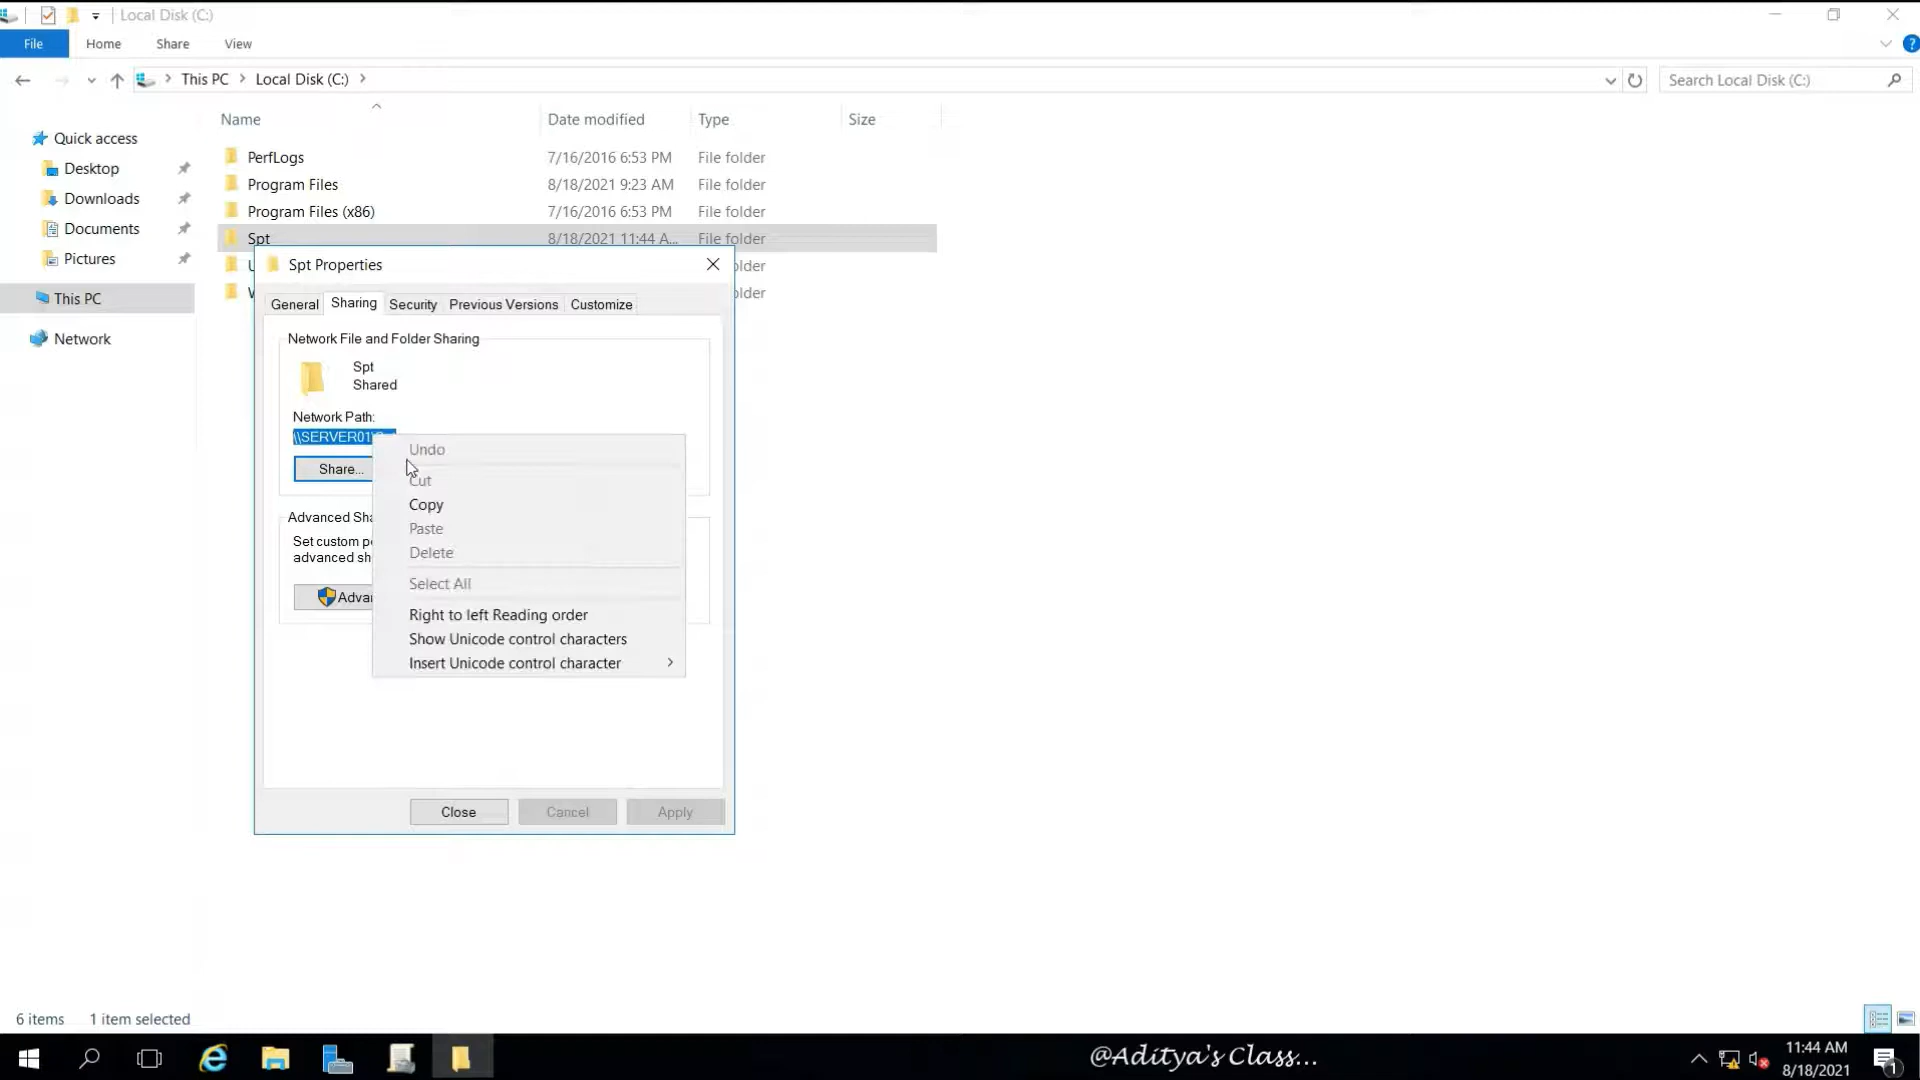 Local Disk (C:)
File Home Share View
This PC Local Disk (C:) Search Local Disk (C:)
Name Date modified Type Size
Quick access
Desktop
Downloads
Documents
Pictures
This PC
Network
PerfLogs 7/16/2016 6:53 PM File folder
Program Files 8/18/2021 9:23 AM File folder
Program Files (x86) 7/16/2016 6:53 PM File folder
Spt 8/18/2021 11:44 A... File folder
Spt Properties
General Sharing Security Previous Versions Customize
Network File and Folder Sharing
Spt
Shared
Network Path:
\\SERVER01\
Share...
Undo
Cut
Copy
Paste
Delete
Select All
Right to left Reading order
Show Unicode control characters
Insert Unicode control character
Set custom
Close Cancel Apply
6 items 1 item selected
@Aditya's Class...
11:44 AM
8/18/2021
1